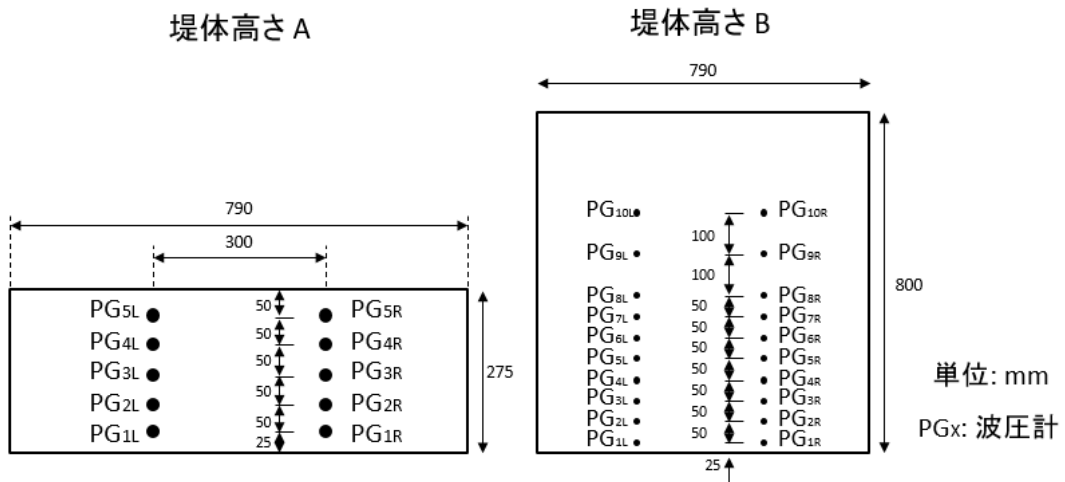 堤体高さ A
790
300
PG5L
PG4L
PG3L
PG2L
PG1L
50
50
50
50
50
25
PG5R
PG4R
PG3R
PG2R
PG1R
275
堤体高さ B
790
PG10L
PG9L
PG8L
PG7L
PG6L
PG5L
PG4L
PG3L
PG2L
PG1L
100
100
50
50
50
50
50
50
50
25
PG10R
PG9R
PG8R
PG7R
PG6R
PG5R
PG4R
PG3R
PG2R
PG1R
800
単位: mm
PGx: 波圧計